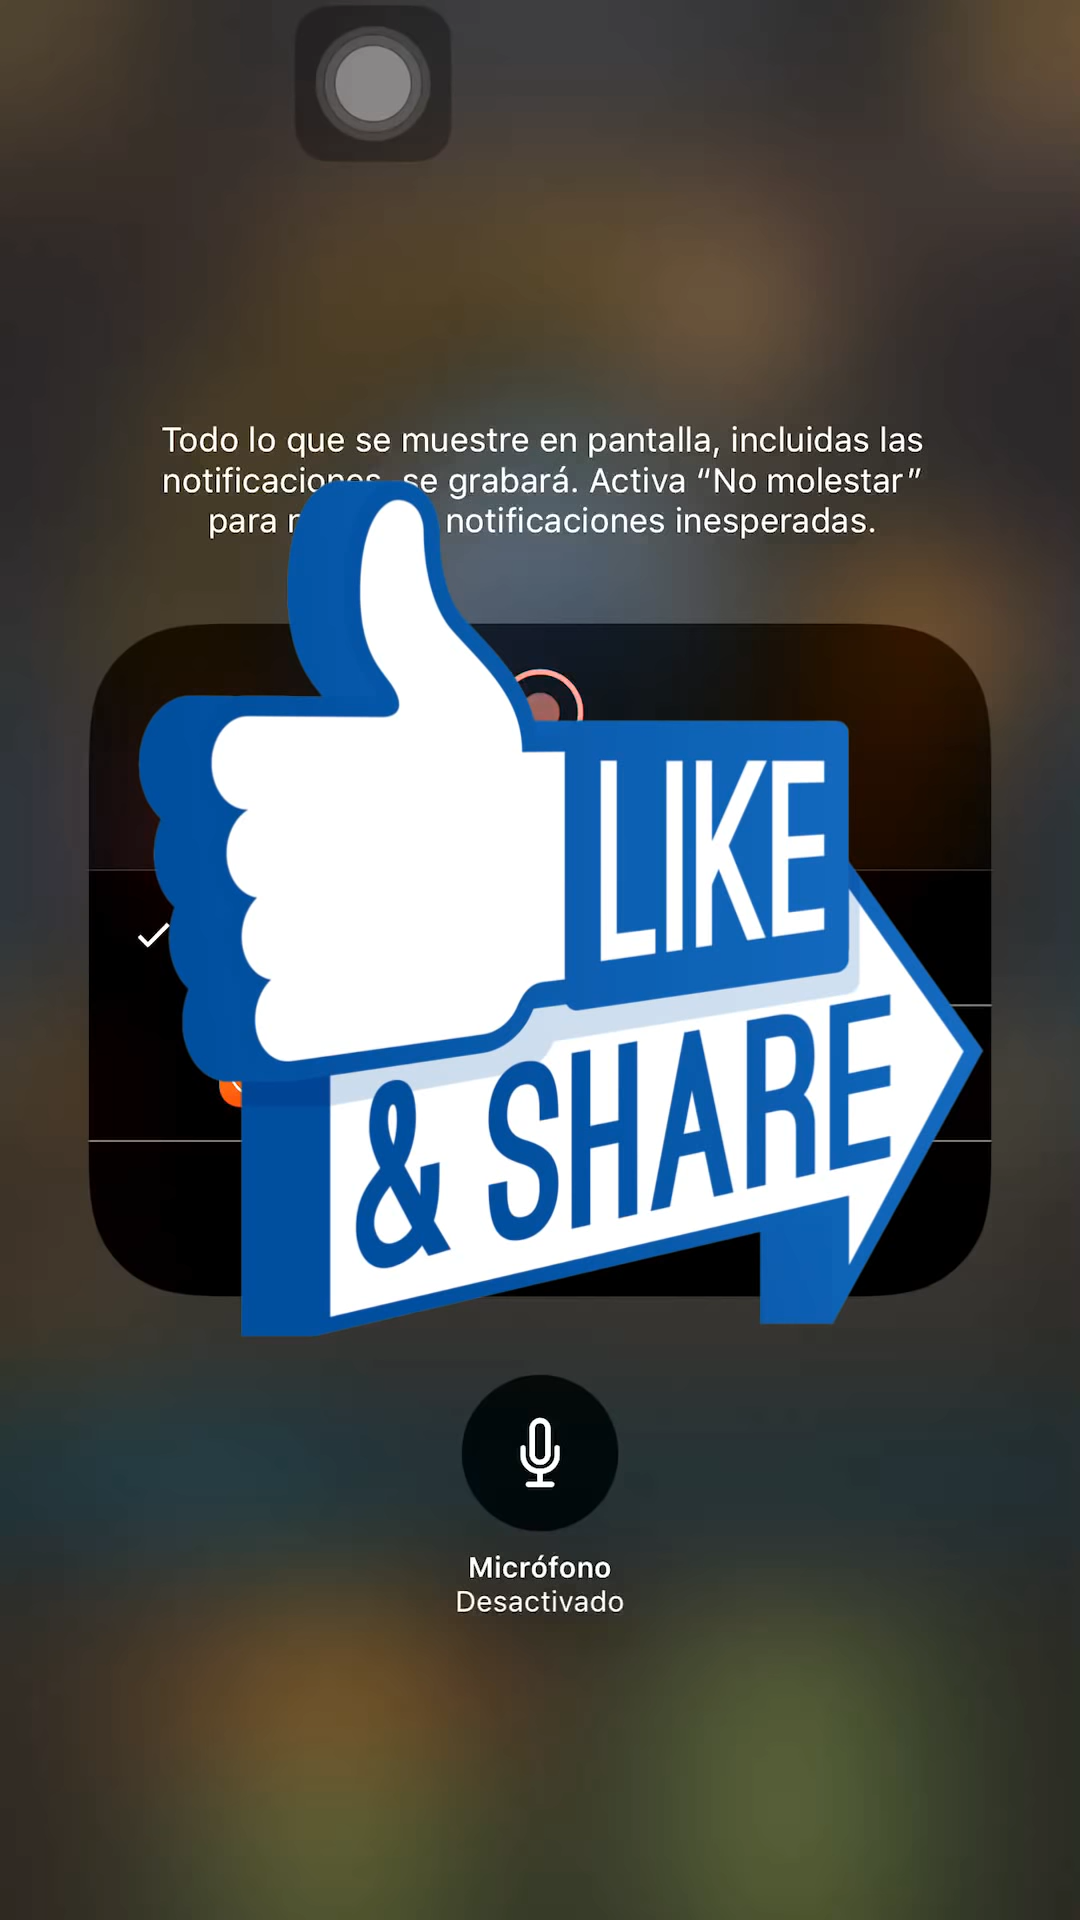 Todo lo que se muestre en pantalla, incluidas las
notificaciones, se grabará. Activa “No molestar”
para notificaciones inesperadas.
LIKE
& SHARE
Micrófono
Desactivado